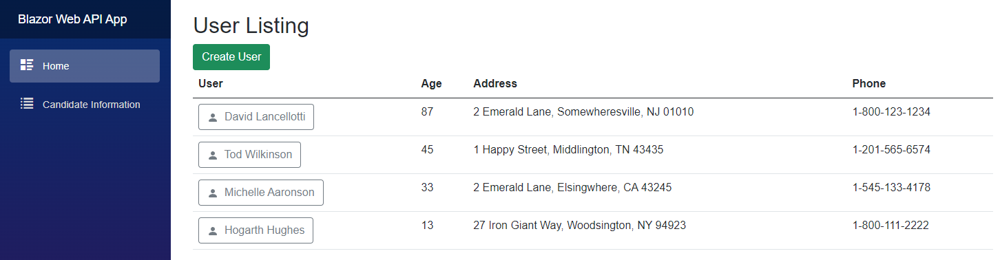 Blazor Web API App
Home
Candidate Information
User Listing
Create User
User Age Address Phone
David Lancellotti 87 2 Emerald Lane, Somewheresville, NJ 01010 1-800-123-1234
Tod Wilkinson 45 1 Happy Street, Middlington, TN 43435 1-201-565-6574
Michelle Aaronson 33 2 Emerald Lane, Elsingwhere, CA 43245 1-545-133-4178
Hogarth Hughes 13 27 Iron Giant Way, Woodsington, NY 94923 1-800-111-2222